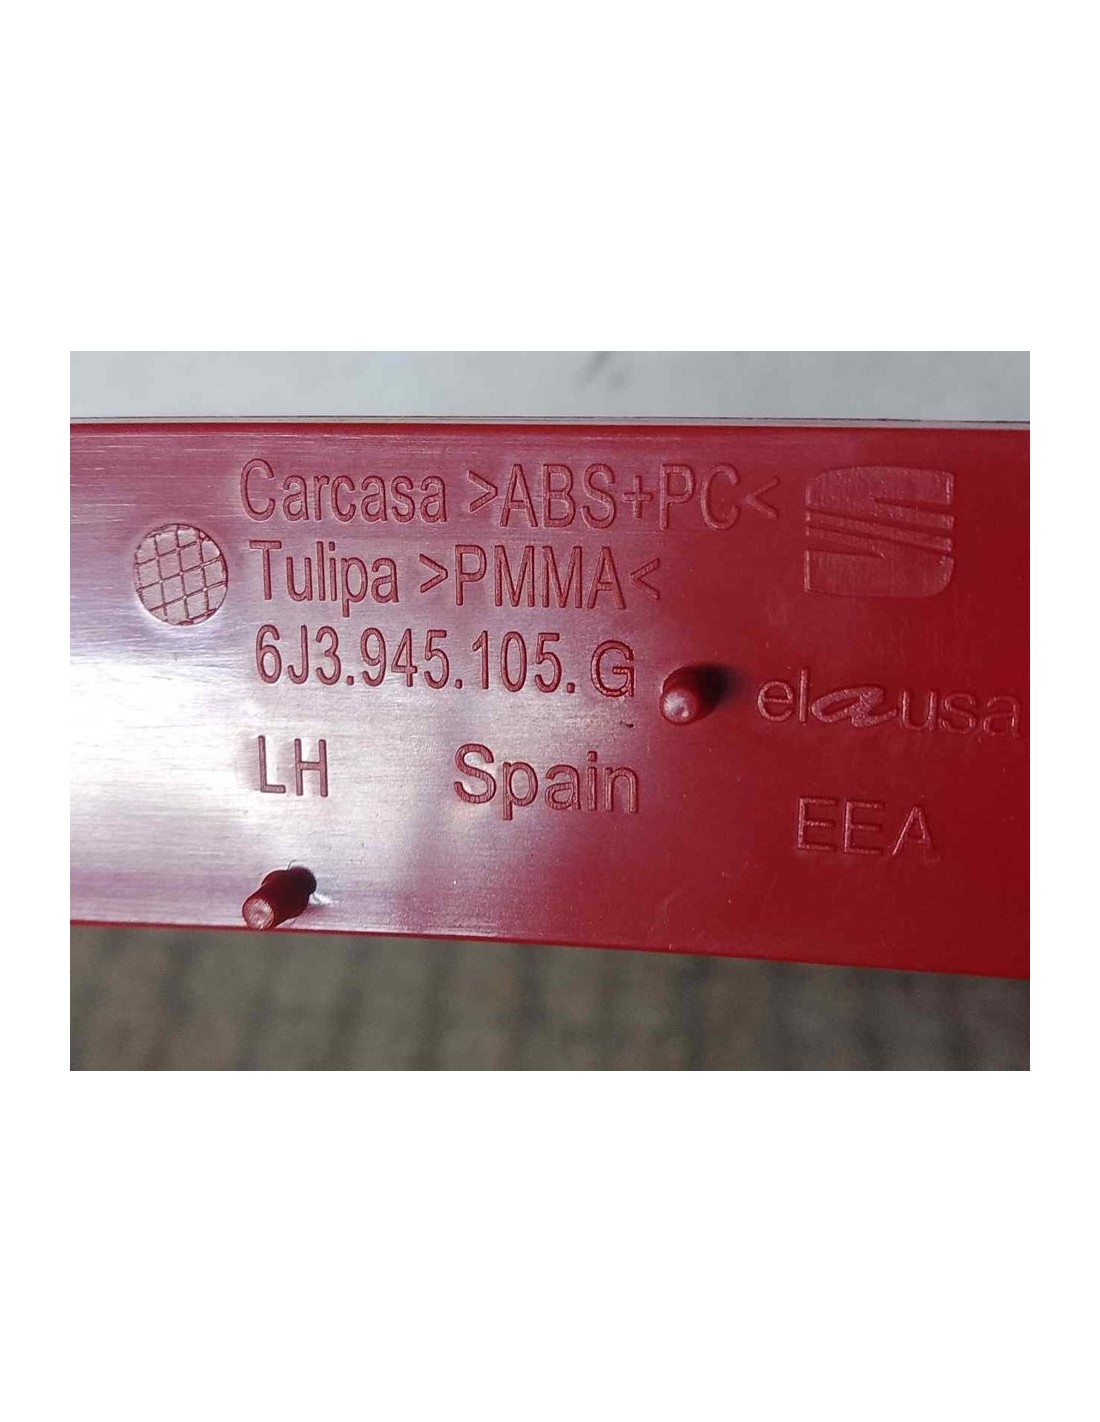 Carcasa >ABS+PC<
Tulipa >PMMA<
6J3.945.105.G
elausa
LH Spain
EEA